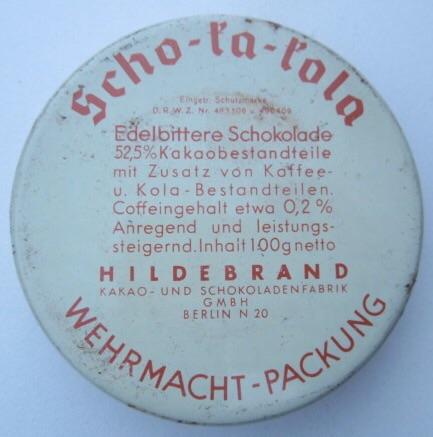 Scho-ka-kola
Eingetr. Schutzmarke
D.R.W.Z. Nr.
Edelbittere Schokolade
52,5% Kakaobestandteile
mit Zusatz von Kaffee-
u. Kola-Bestandteilen.
Coffeingehalt etwa 0,2%
Anregend und leistungs-
steigernd. Inhalt 100g netto
HILDEBRAND
KAKAO- UND SCHOKOLADENFABRIK
GMBH
BERLIN N 20
WEHRMACHT-PACKUNG